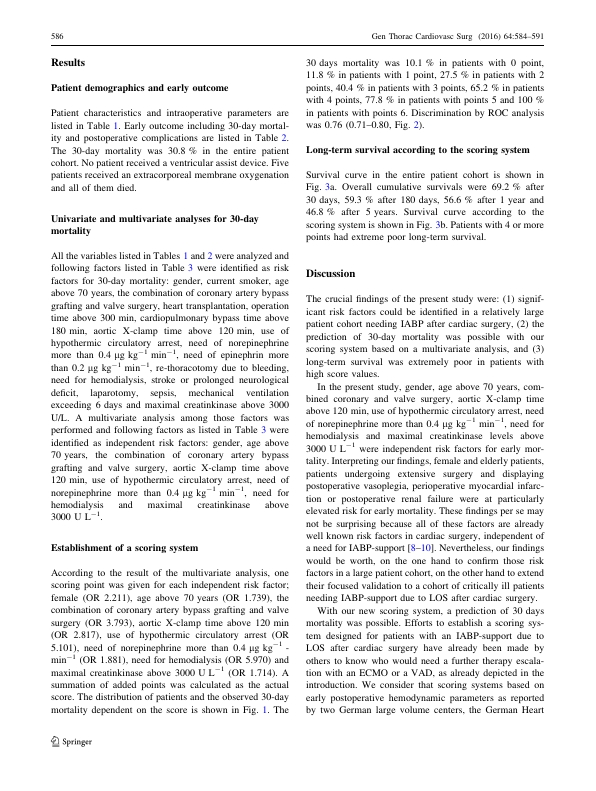 586
Gen Thorac Cardiovasc Surg (2016) 64:584–591
Results
Patient demographics and early outcome
Patient characteristics and intraoperative parameters are
listed in Table 1. Early outcome including 30-day mortal-
ity and postoperative complications are listed in Table 2.
The 30-day mortality was 30.8 % in the entire patient
cohort. No patient received a ventricular assist device. Five
patients received an extracorporeal membrane oxygenation
and all of them died.
Univariate and multivariate analyses for 30-day
mortality
All the variables listed in Tables 1 and 2 were analyzed and
following factors listed in Table 3 were identified as risk
factors for 30-day mortality: gender, current smoker, age
above 70 years, the combination of coronary artery bypass
grafting and valve surgery, heart transplantation, operation
time above 300 min, cardiopulmonary bypass time above
180 min, aortic X-clamp time above 120 min, use of
hypothermic circulatory arrest, need of norepinephrine
more than 0.4 µg kg⁻¹ min⁻¹, need of epinephrin more
than 0.2 µg kg⁻¹ min⁻¹, re-thoracotomy due to bleeding,
need for hemodialysis, stroke or prolonged neurological
deficit, laparotomy, sepsis, mechanical ventilation
exceeding 6 days and maximal creatinkinase above 3000
U/L. A multivariate analysis among those factors was
performed and following factors as listed in Table 3 were
identified as independent risk factors: gender, age above
70 years, the combination of coronary artery bypass
grafting and valve surgery, aortic X-clamp time above
120 min, use of hypothermic circulatory arrest, need of
norepinephrine more than 0.4 µg kg⁻¹ min⁻¹, need for
hemodialysis and maximal creatinkinase above
3000 U L⁻¹.
Establishment of a scoring system
According to the result of the multivariate analysis, one
scoring point was given for each independent risk factor;
female (OR 2.211), age above 70 years (OR 1.739), the
combination of coronary artery bypass grafting and valve
surgery (OR 3.793), aortic X-clamp time above 120 min
(OR 2.817), use of hypothermic circulatory arrest (OR
5.101), need of norepinephrine more than 0.4 µg kg⁻¹ -
min⁻¹ (OR 1.881), need for hemodialysis (OR 5.970) and
maximal creatinkinase above 3000 U L⁻¹ (OR 1.714). A
summation of added points was calculated as the actual
score. The distribution of patients and the observed 30-day
mortality dependent on the score is shown in Fig. 1. The
30 days mortality was 10.1 % in patients with 0 point,
11.8 % in patients with 1 point, 27.5 % in patients with 2
points, 40.4 % in patients with 3 points, 65.2 % in patients
with 4 points, 77.8 % in patients with points 5 and 100 %
in patients with points 6. Discrimination by ROC analysis
was 0.76 (0.71–0.80, Fig. 2).
Long-term survival according to the scoring system
Survival curve in the entire patient cohort is shown in
Fig. 3a. Overall cumulative survivals were 69.2 % after
30 days, 59.3 % after 180 days, 56.6 % after 1 year and
46.8 % after 5 years. Survival curve according to the
scoring system is shown in Fig. 3b. Patients with 4 or more
points had extreme poor long-term survival.
Discussion
The crucial findings of the present study were: (1) signif-
icant risk factors could be identified in a relatively large
patient cohort needing IABP after cardiac surgery, (2) the
prediction of 30-day mortality was possible with our
scoring system based on a multivariate analysis, and (3)
long-term survival was extremely poor in patients with
high score values.
In the present study, gender, age above 70 years, com-
bined coronary and valve surgery, aortic X-clamp time
above 120 min, use of hypothermic circulatory arrest, need
of norepinephrine more than 0.4 µg kg⁻¹ min⁻¹, need for
hemodialysis and maximal creatinkinase levels above
3000 U L⁻¹ were independent risk factors for early mor-
tality. Interpreting our findings, female and elderly patients,
patients undergoing extensive surgery and displaying
postoperative vasoplegia, perioperative myocardial infarc-
tion or postoperative renal failure were at particularly
elevated risk for early mortality. These findings per se may
not be surprising because all of these factors are already
well known risk factors in cardiac surgery, independent of
a need for IABP-support [8–10]. Nevertheless, our findings
would be worth, on the one hand to confirm those risk
factors in a large patient cohort, on the other hand to extend
their focused validation to a cohort of critically ill patients
needing IABP-support due to LOS after cardiac surgery.
With our new scoring system, a prediction of 30 days
mortality was possible. Efforts to establish a scoring sys-
tem designed for patients with an IABP-support due to
LOS after cardiac surgery have already been made by
others to know who would need a further therapy escala-
tion with an ECMO or a VAD, as already depicted in the
introduction. We consider that scoring systems based on
early postoperative hemodynamic parameters as reported
by two German large volume centers, the German Heart
Springer